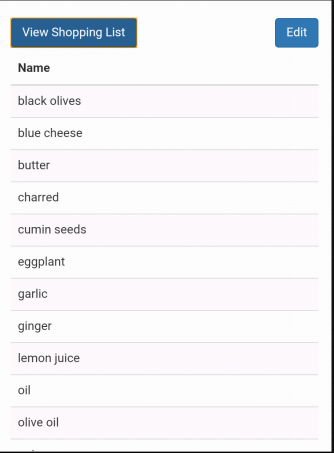 View Shopping List
Edit
Name
black olives
blue cheese
butter
charred
cumin seeds
eggplant
garlic
ginger
lemon juice
oil
olive oil